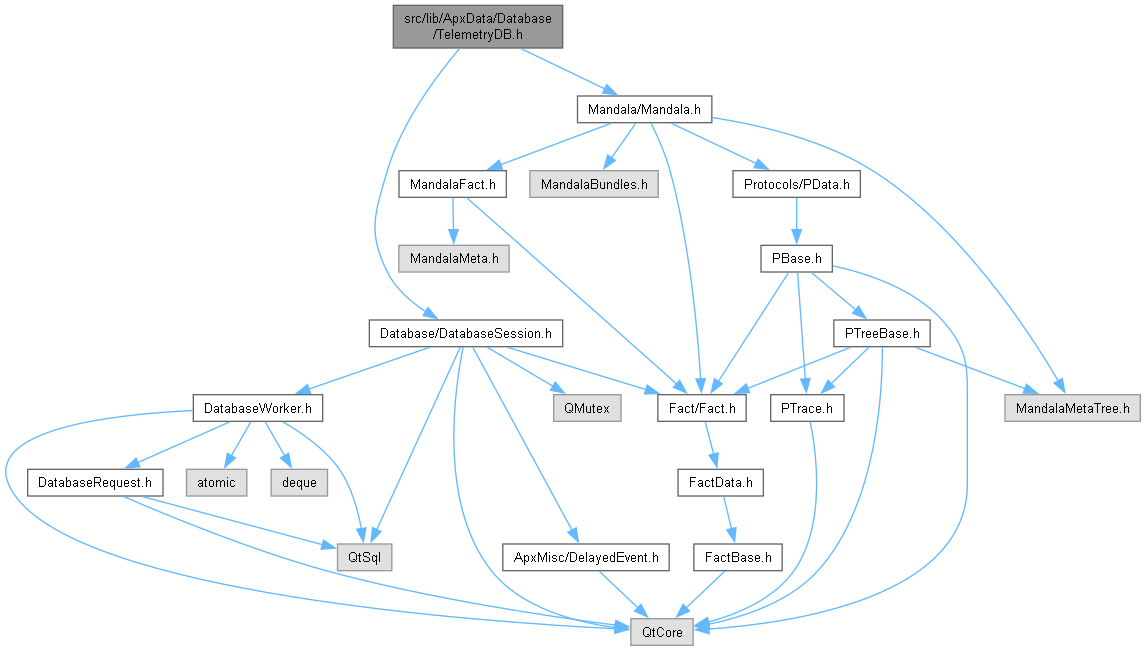 src/lib/ApxData/Database
/TelemetryDB.h
Mandala/Mandala.h
MandalaFact.h
MandalaBundles.h
Protocols/PData.h
MandalaMeta.h
PBase.h
Database/DatabaseSession.h
PTreeBase.h
DatabaseWorker.h
QMutex
Fact/Fact.h
PTrace.h
MandalaMetaTree.h
DatabaseRequest.h
atomic
deque
FactData.h
QtSql
ApxMisc/DelayedEvent.h
FactBase.h
QtCore